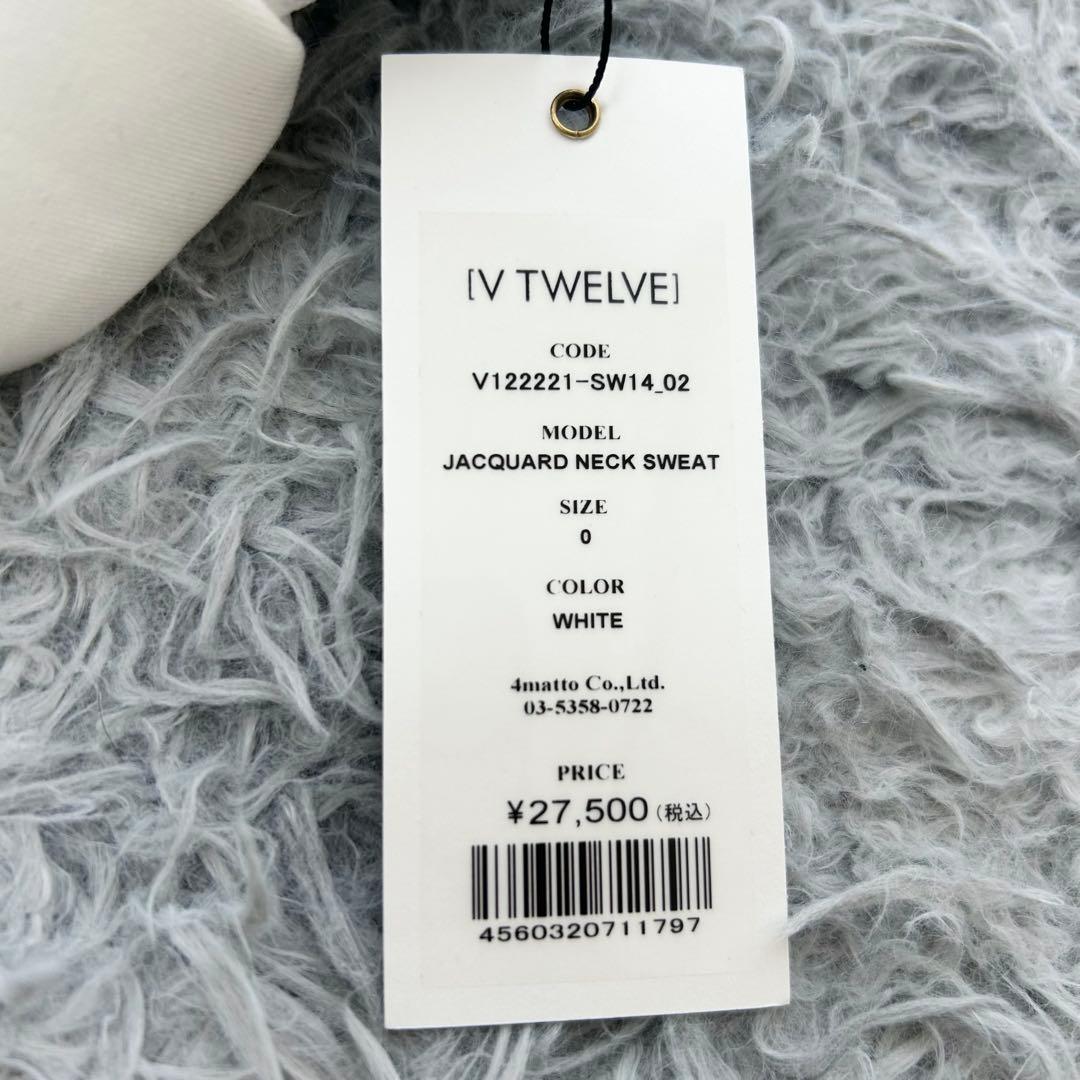 [V TWELVE]
CODE
V122221-SW14_02
MODEL
JACQUARD NECK SWEAT
SIZE
0
COLOR
WHITE
4matto Co.,Ltd.
03-5358-0722
PRICE
¥27,500(税込)
4560320711797